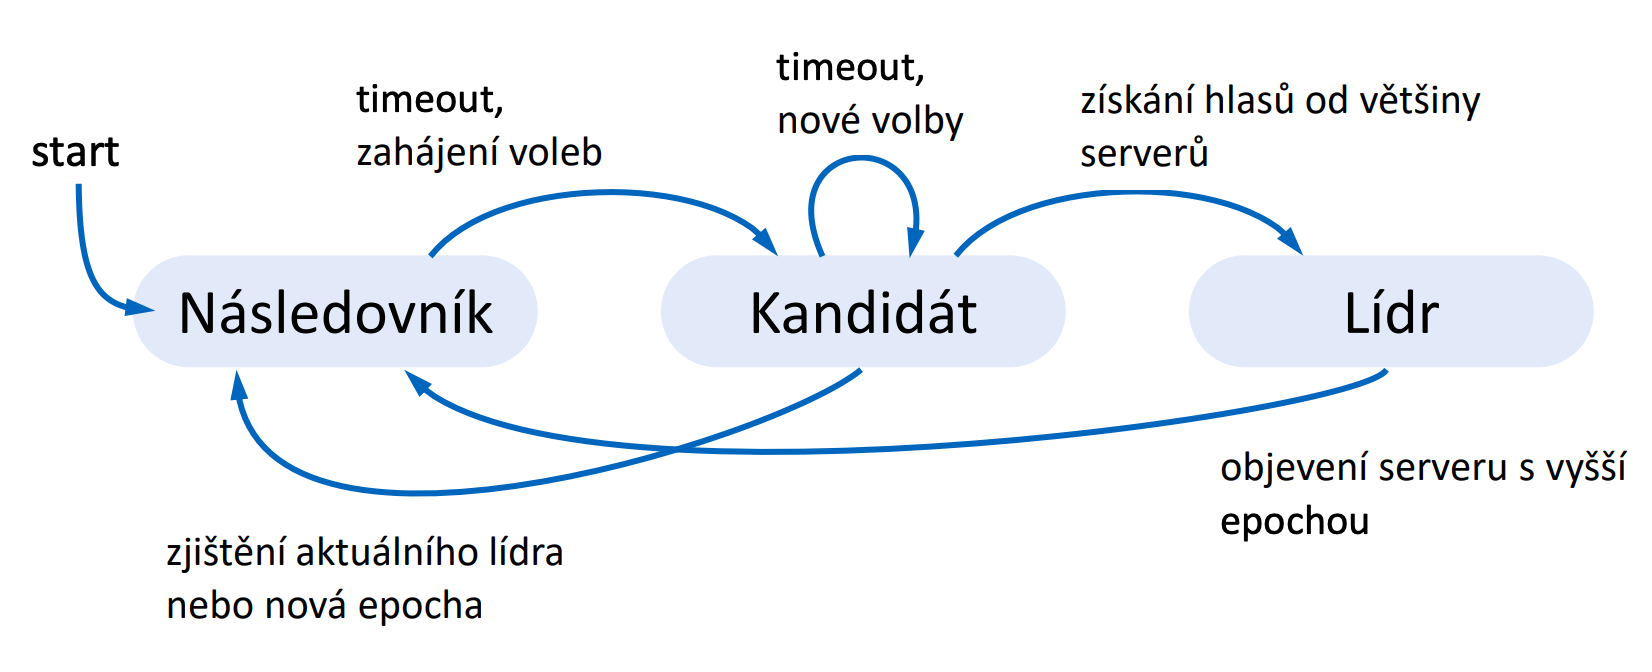 start
timeout,
zahájení voleb
timeout,
nové volby
získání hlasů od většiny
serverů
Následovník
Kandidát
Lídr
objevení serveru s vyšší
epochou
zjištění aktuálního lídra
nebo nová epocha